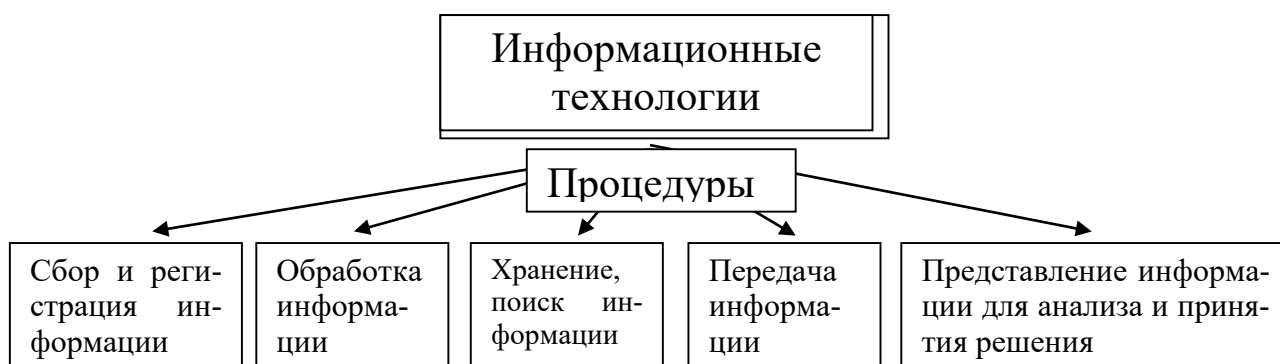 Информационные
технологии
Процедуры
Сбор и реги-
страция ин-
формации
Обработка
информа-
ции
Хранение,
поиск ин-
формации
Передача
информа-
ции
Представление информа-
ции для анализа и приня-
тия решения